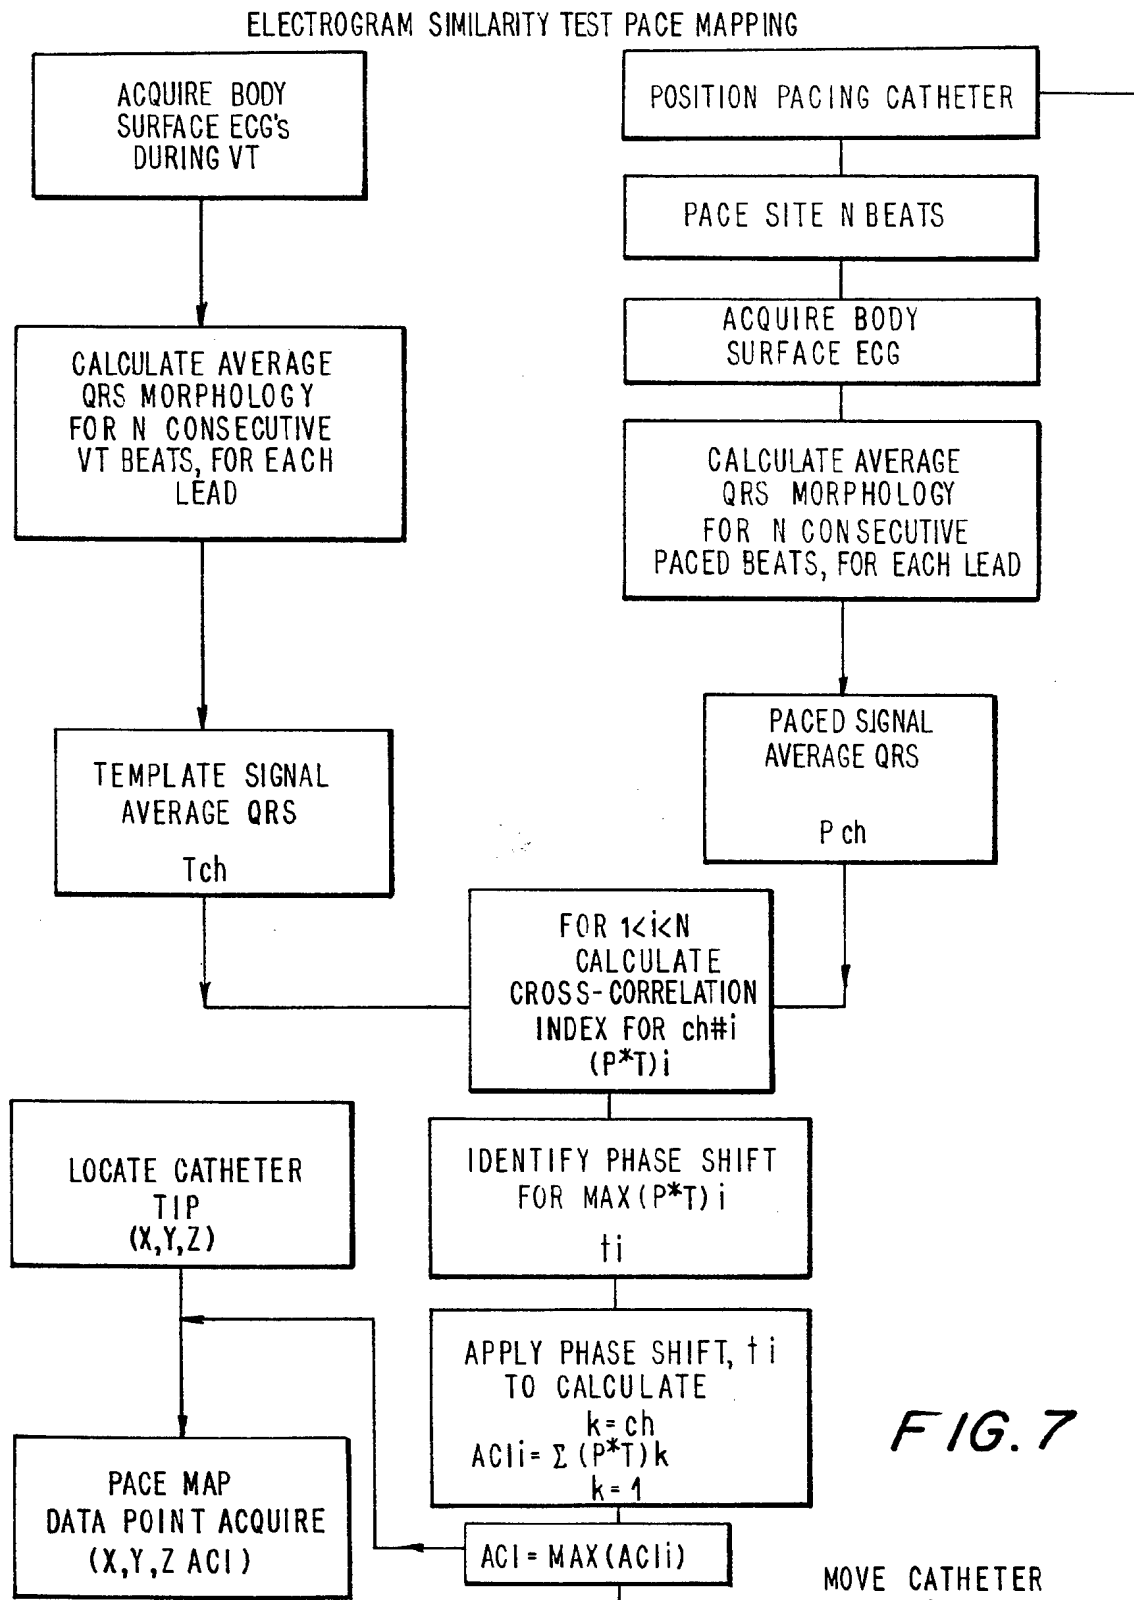 ELECTROGRAM SIMILARITY TEST PACE MAPPING
ACQUIRE BODY
SURFACE ECG's
DURING VT
CALCULATE AVERAGE
QRS MORPHOLOGY
FOR N CONSECUTIVE
VT BEATS, FOR EACH
LEAD
TEMPLATE SIGNAL
AVERAGE QRS
Tch
POSITION PACING CATHETER
PACE SITE N BEATS
ACQUIRE BODY
SURFACE ECG
CALCULATE AVERAGE
QRS MORPHOLOGY
FOR N CONSECUTIVE
PACED BEATS, FOR EACH LEAD
PACED SIGNAL
AVERAGE QRS
P ch
FOR 1<i<N
CALCULATE
CROSS-CORRELATION
INDEX FOR ch#i
(P*T)i
IDENTIFY PHASE SHIFT
FOR MAX(P*T)i
ti
APPLY PHASE SHIFT, ti
TO CALCULATE
k=ch
ACIi=Σ(P*T)k
k=1
ACI=MAX(ACIi)
LOCATE CATHETER
TIP
(X,Y,Z)
PACE MAP
DATA POINT ACQUIRE
(X,Y,Z ACI)
FIG. 7
MOVE CATHETER